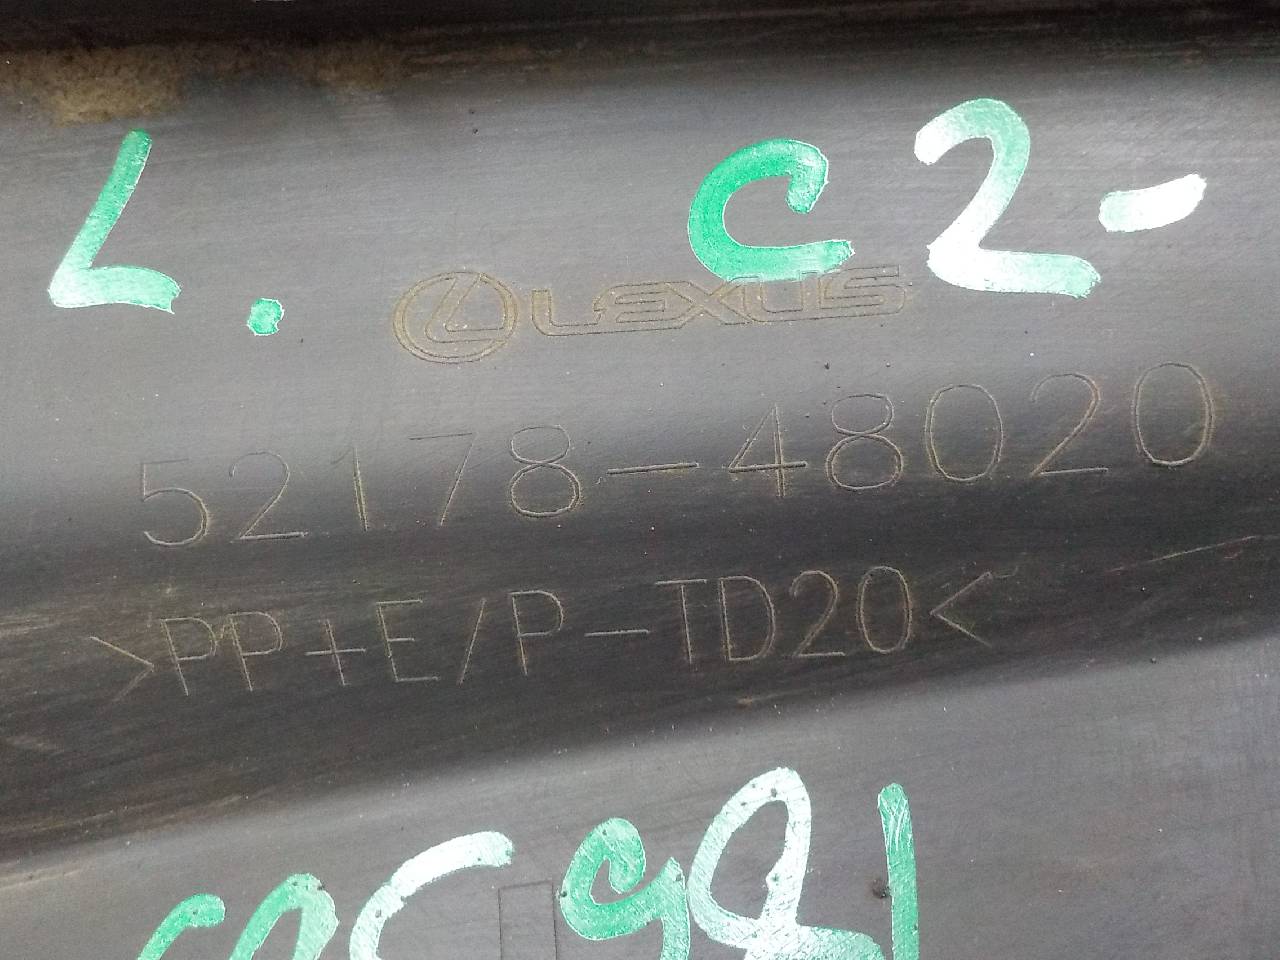 L. C2-
LEXUS
52178-48020
>PP+E/P-TD20<